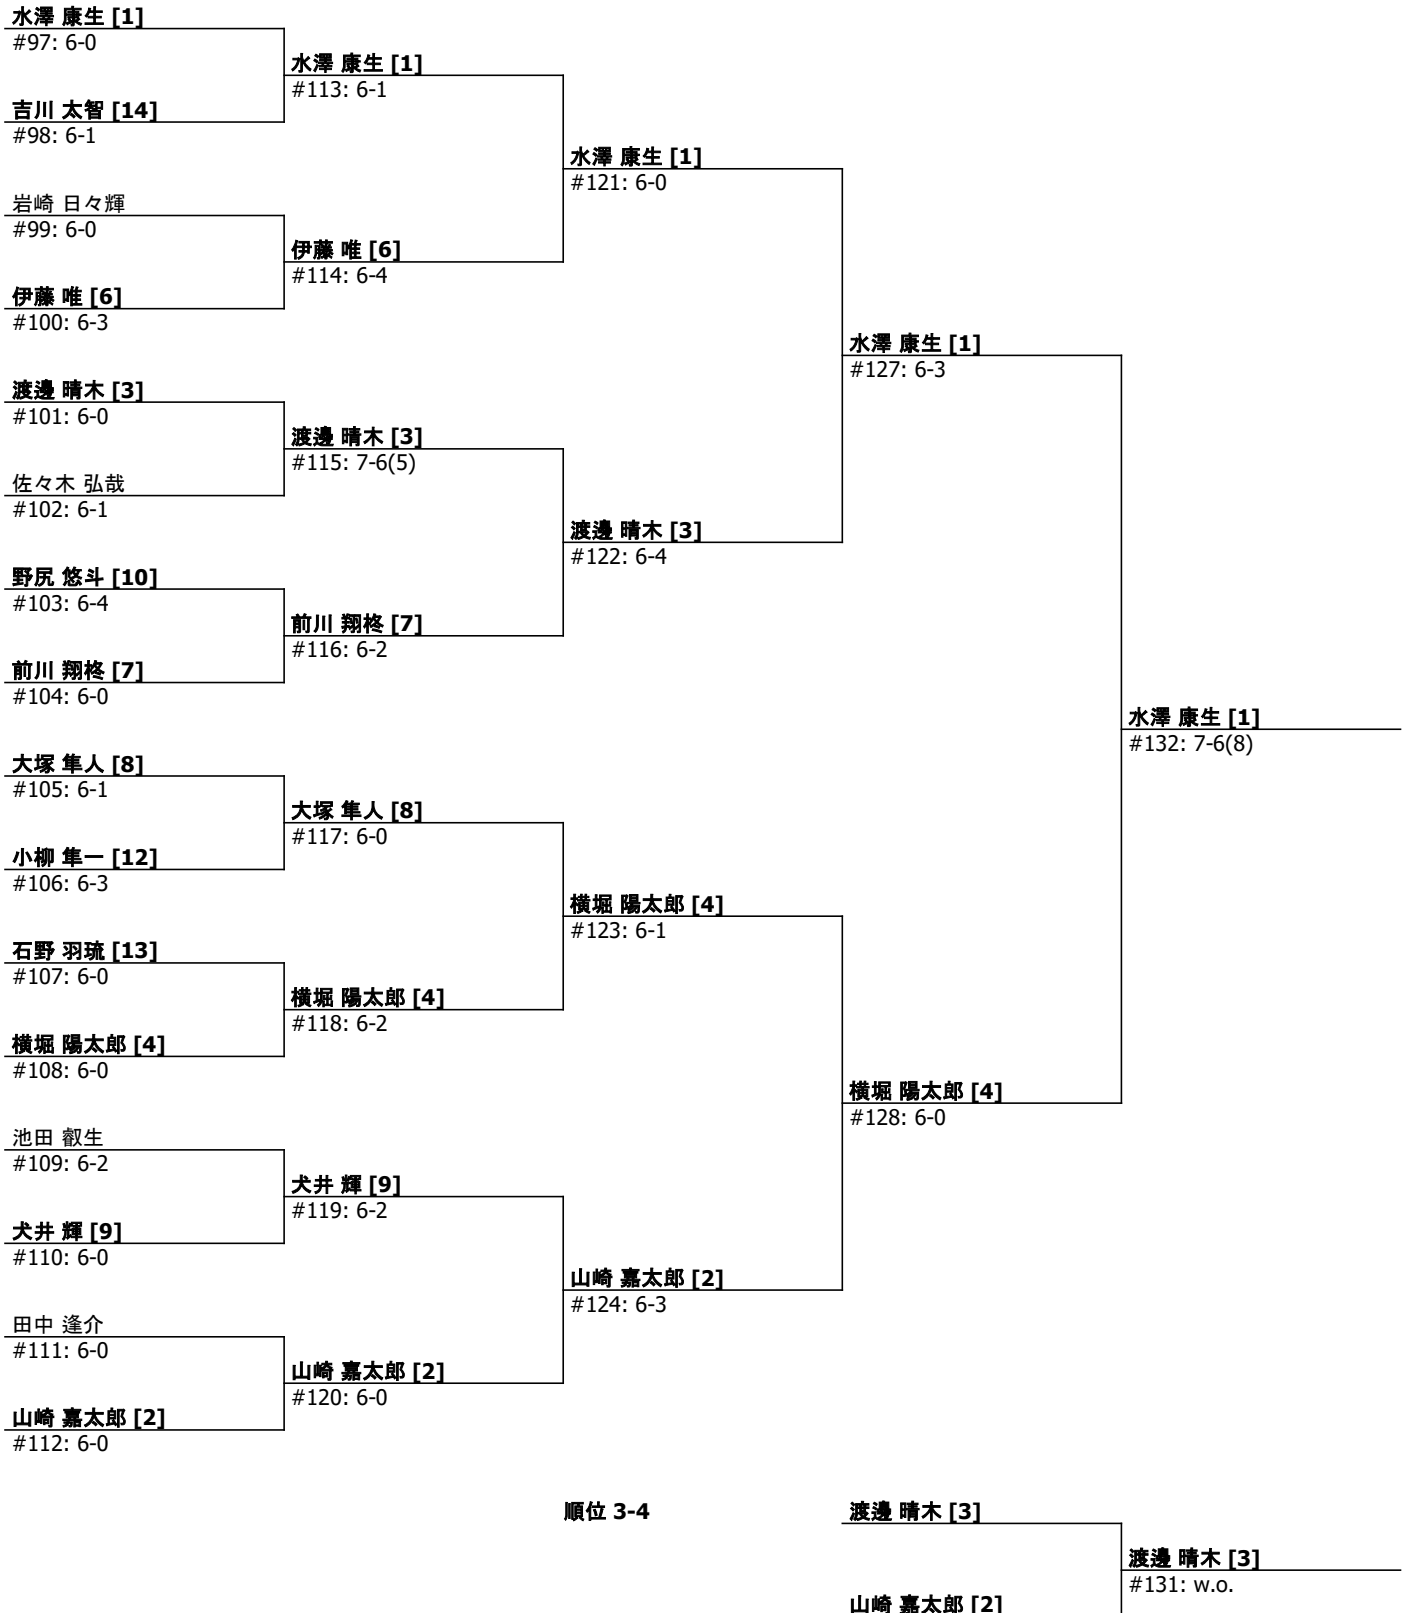 水澤 康生 [1]
#97: 6-0
水澤 康生 [1]
#113: 6-1
吉川 太智 [14]
#98: 6-1
水澤 康生 [1]
#121: 6-0
岩崎 日々輝
#99: 6-0
伊藤 唯 [6]
#114: 6-4
伊藤 唯 [6]
#100: 6-3
水澤 康生 [1]
#127: 6-3
渡邊 晴木 [3]
#101: 6-0
渡邊 晴木 [3]
#115: 7-6(5)
佐々木 弘哉
#102: 6-1
渡邊 晴木 [3]
#122: 6-4
野尻 悠斗 [10]
#103: 6-4
前川 翔柊 [7]
#116: 6-2
前川 翔柊 [7]
#104: 6-0
水澤 康生 [1]
#132: 7-6(8)
大塚 隼人 [8]
#105: 6-1
大塚 隼人 [8]
#117: 6-0
小柳 隼一 [12]
#106: 6-3
横堀 陽太郎 [4]
#123: 6-1
石野 羽琉 [13]
#107: 6-0
横堀 陽太郎 [4]
#118: 6-2
横堀 陽太郎 [4]
#108: 6-0
横堀 陽太郎 [4]
#128: 6-0
池田 叡生
#109: 6-2
犬井 輝 [9]
#119: 6-2
犬井 輝 [9]
#110: 6-0
山崎 嘉太郎 [2]
#124: 6-3
田中 逢介
#111: 6-0
山崎 嘉太郎 [2]
#120: 6-0
山崎 嘉太郎 [2]
#112: 6-0
順位 3-4
渡邊 晴木 [3]
渡邊 晴木 [3]
#131: w.o.
山崎 嘉太郎 [2]